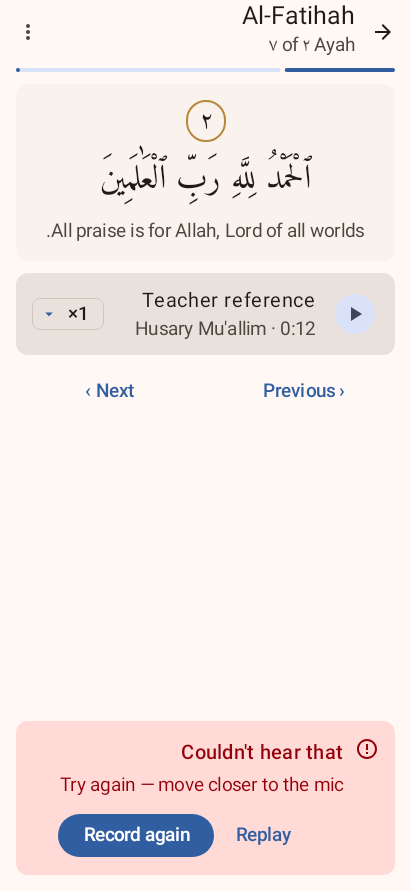 Al-Fatihah
Ayah ٢ of ٧
٢
ٱلْحَمْدُ لِلَّهِ رَبِّ ٱلْعَٰلَمِينَ
All praise is for Allah, Lord of all worlds.
Teacher reference
Husary Mu'allim · 0:12
×1
‹ Next
Previous ›
Couldn't hear that
Try again — move closer to the mic
Record again
Replay